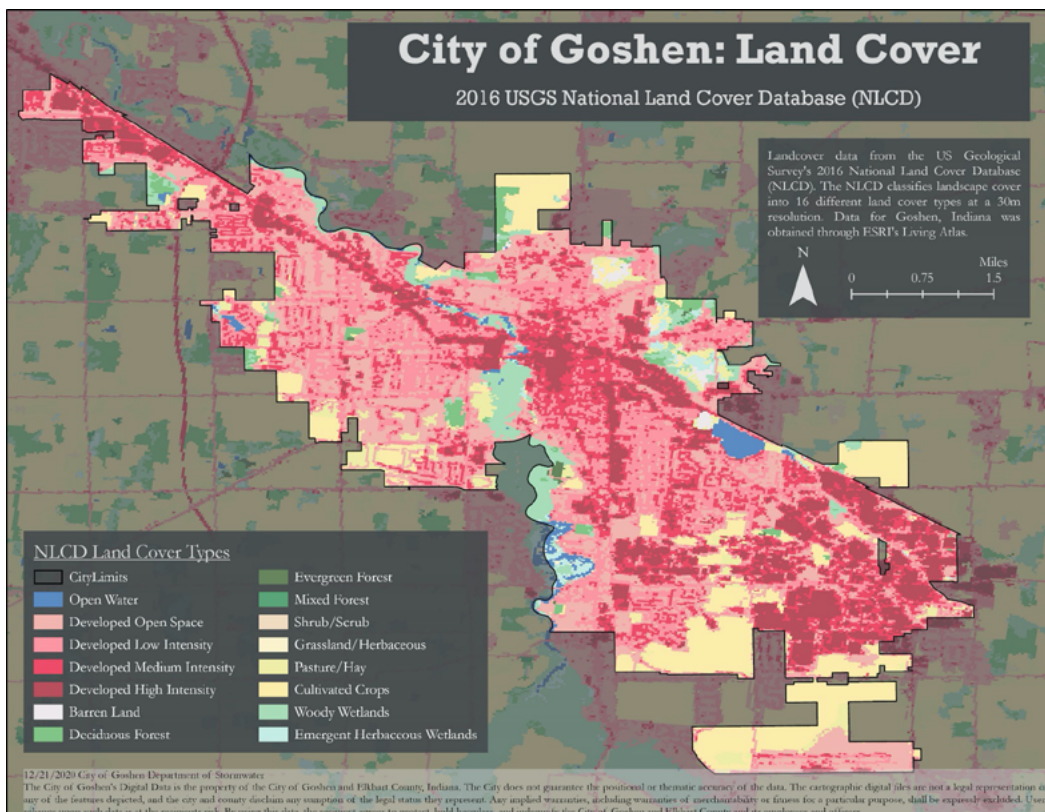 City of Goshen: Land Cover
2016 USGS National Land Cover Database (NLCD)
Landcover data from the US Geological
Survey's 2016 National Land Cover Database
(NLCD). The NLCD classifies landscape cover
into 16 different land cover types at a 30m
resolution. Data for Goshen, Indiana was
obtained through ESRI's Living Atlas.
N
Miles
0 0.75 1.5
NLCD Land Cover Types
CityLimits
Open Water
Developed Open Space
Developed Low Intensity
Developed Medium Intensity
Developed High Intensity
Barren Land
Deciduous Forest
Evergreen Forest
Mixed Forest
Shrub/Scrub
Grassland/Herbaceous
Pasture/Hay
Cultivated Crops
Woody Wetlands
Emergent Herbaceous Wetlands
12/21/2020 City of Goshen Department of Stormwater
The City of Goshen's Digital Data is the property of the City of Goshen and Elkhart County, Indiana. The City does not guarantee the positional or thematic accuracy of the data. The cartographic digital files are not a legal representation of
any of the features depicted, and the city and county disclaim any sumption of the legal status they represent. Any implied warranties, including warranties of merchantability or fitness for a particular purpose, shall be expressly excluded.